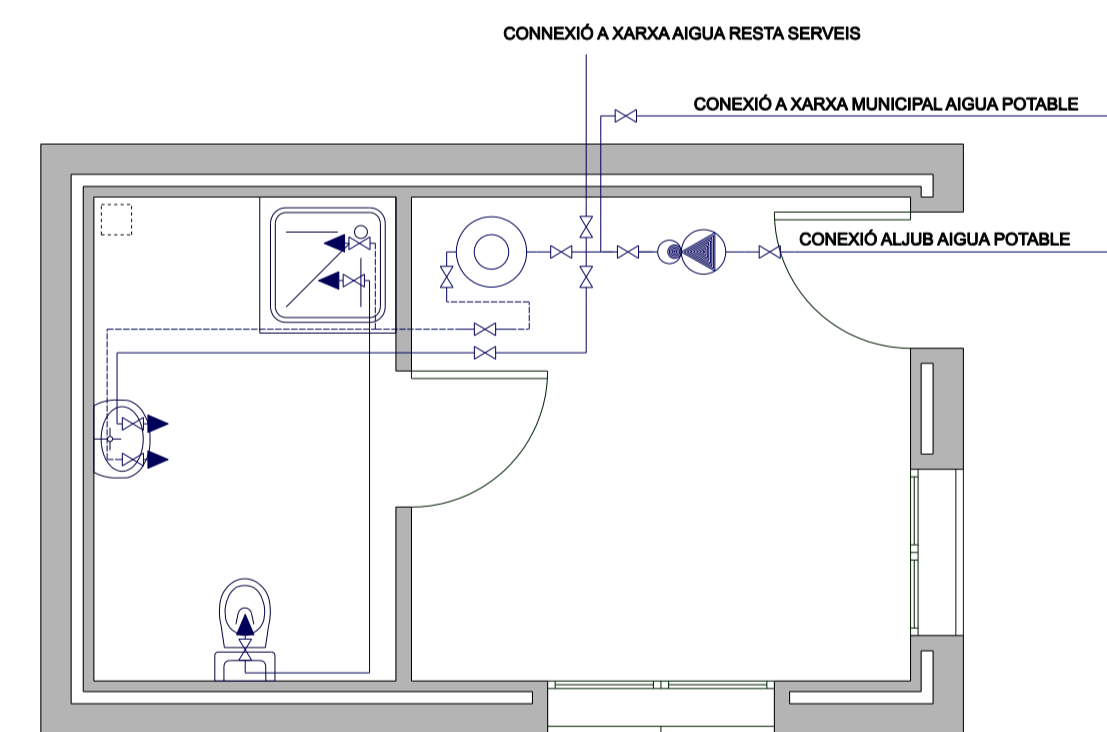 CONNEXIÓ A XARXA AIGUA RESTA SERVEIS
CONEXIÓ A XARXA MUNICIPAL AIGUA POTABLE
CONEXIÓ ALJUB AIGUA POTABLE